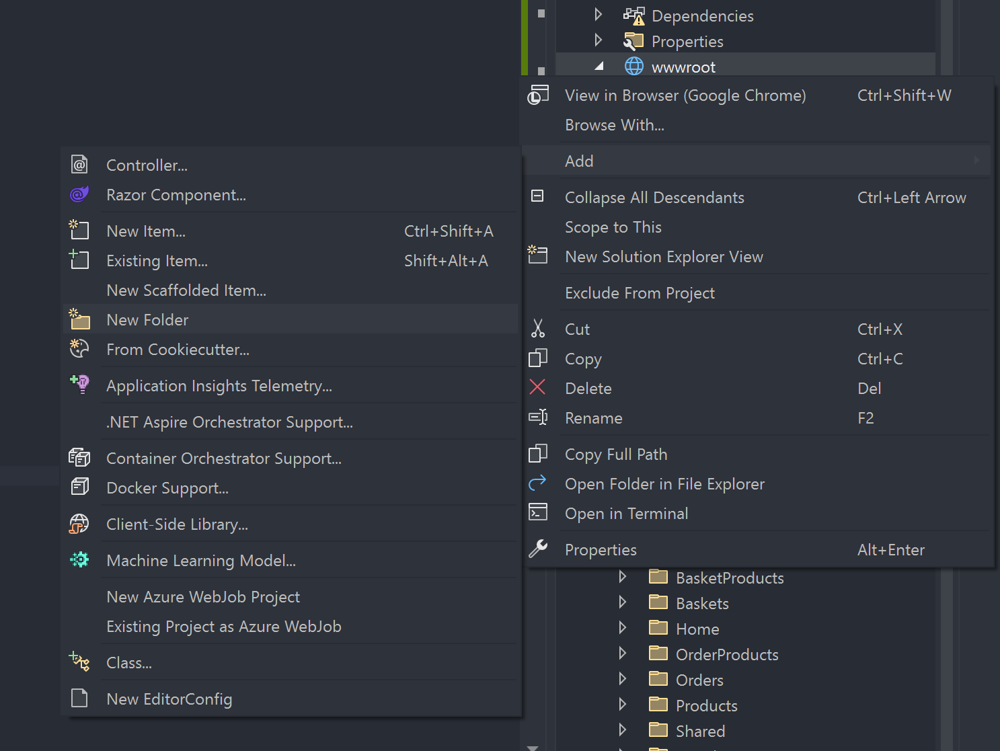 Dependencies
Properties
wwwroot
View in Browser (Google Chrome) Ctrl+Shift+W
Browse With...
Add
Collapse All Descendants Ctrl+Left Arrow
Scope to This
New Solution Explorer View
Exclude From Project
Cut Ctrl+X
Copy Ctrl+C
Delete Del
Rename F2
Copy Full Path
Open Folder in File Explorer
Open in Terminal
Properties Alt+Enter
Controller...
Razor Component...
New Item... Ctrl+Shift+A
Existing Item... Shift+Alt+A
New Scaffolded Item...
New Folder
From Cookiecutter...
Application Insights Telemetry...
.NET Aspire Orchestrator Support...
Container Orchestrator Support...
Docker Support...
Client-Side Library...
Machine Learning Model...
New Azure WebJob Project
Existing Project as Azure WebJob
Class...
New EditorConfig
BasketProducts
Baskets
Home
OrderProducts
Orders
Products
Shared